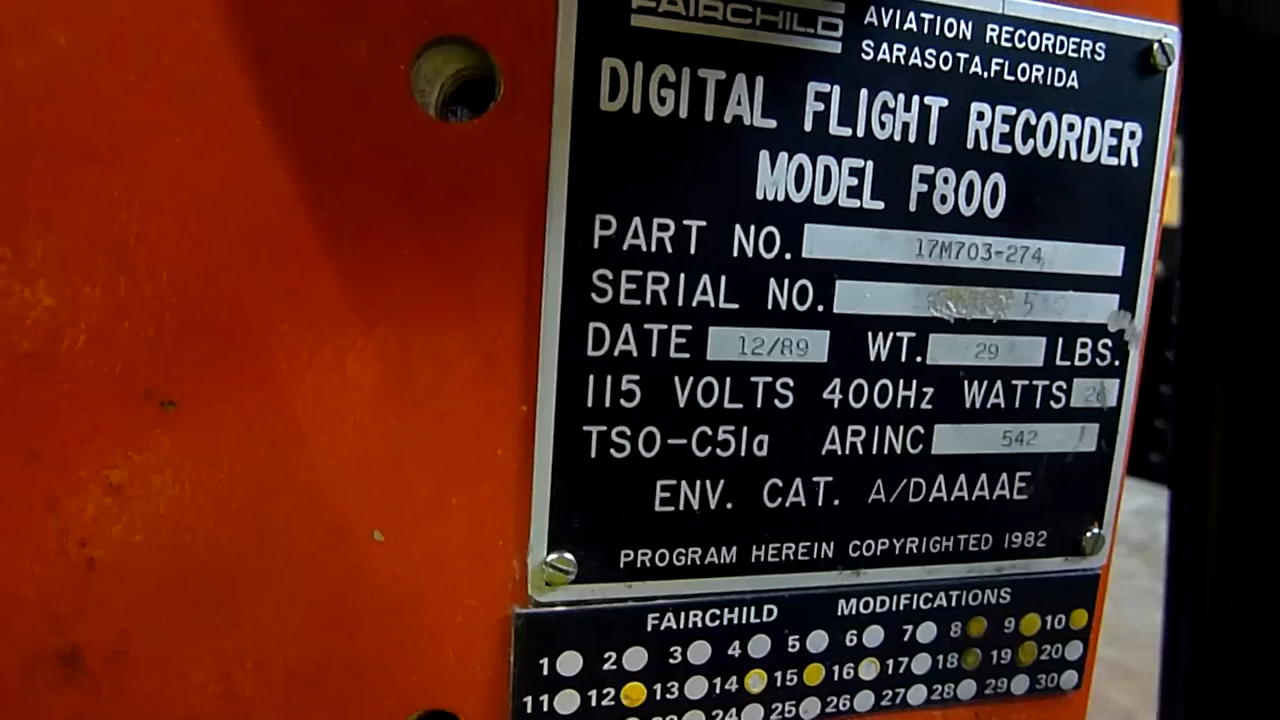 FAIRCHILD
AVIATION RECORDERS
SARASOTA, FLORIDA
DIGITAL FLIGHT RECORDER
MODEL F800
PART NO. 17M703-274
SERIAL NO.
DATE 12/89 WT. 29 LBS.
115 VOLTS 400Hz WATTS
TSO-C51a ARINC 542
ENV. CAT. A/DAAAAE
PROGRAM HEREIN COPYRIGHTED 1982
FAIRCHILD MODIFICATIONS
1 2 3 4 5 6 7 8 9 10
11 12 13 14 15 16 17 18 19 20
24 25 26 27 28 29 30